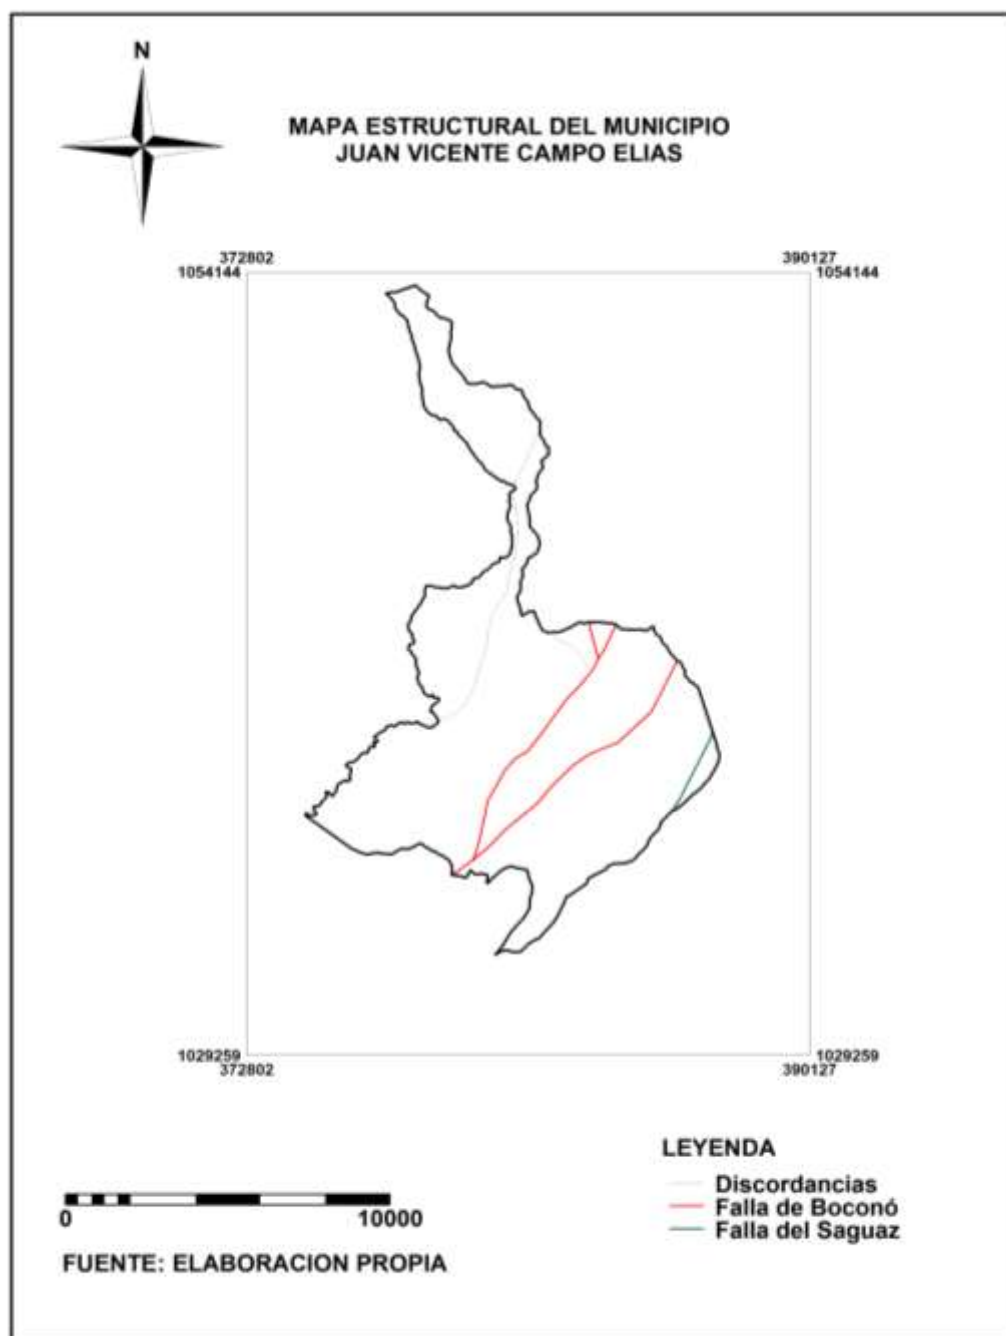 N
MAPA ESTRUCTURAL DEL MUNICIPIO
JUAN VICENTE CAMPO ELIAS
372802 390127
1054144 1054144
1029259 1029259
372802 390127
LEYENDA
Discordancias
Falla de Boconó
Falla del Saguaz
0 10000
FUENTE: ELABORACION PROPIA